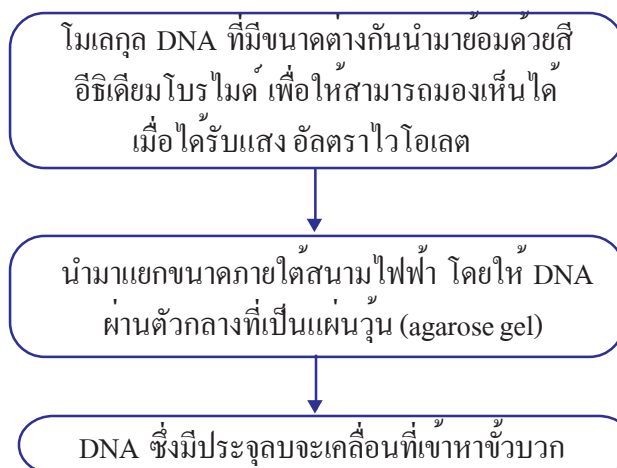 โมเลกุล DNA ที่มีขนาดต่างกันนำมาย้อมด้วยสี
อีธิเดียมโบรไมด์ เพื่อให้สามารถมองเห็นได้
เมื่อได้รับแสง อัลตราไวโอเลต
นำมาแยกขนาดภายใต้สนามไฟฟ้า โดยให้ DNA
ผ่านตัวกลางที่เป็นแผ่นวุ้น (agarose gel)
DNA ซึ่งมีประจุลบจะเคลื่อนที่เข้าหาขั้วบวก